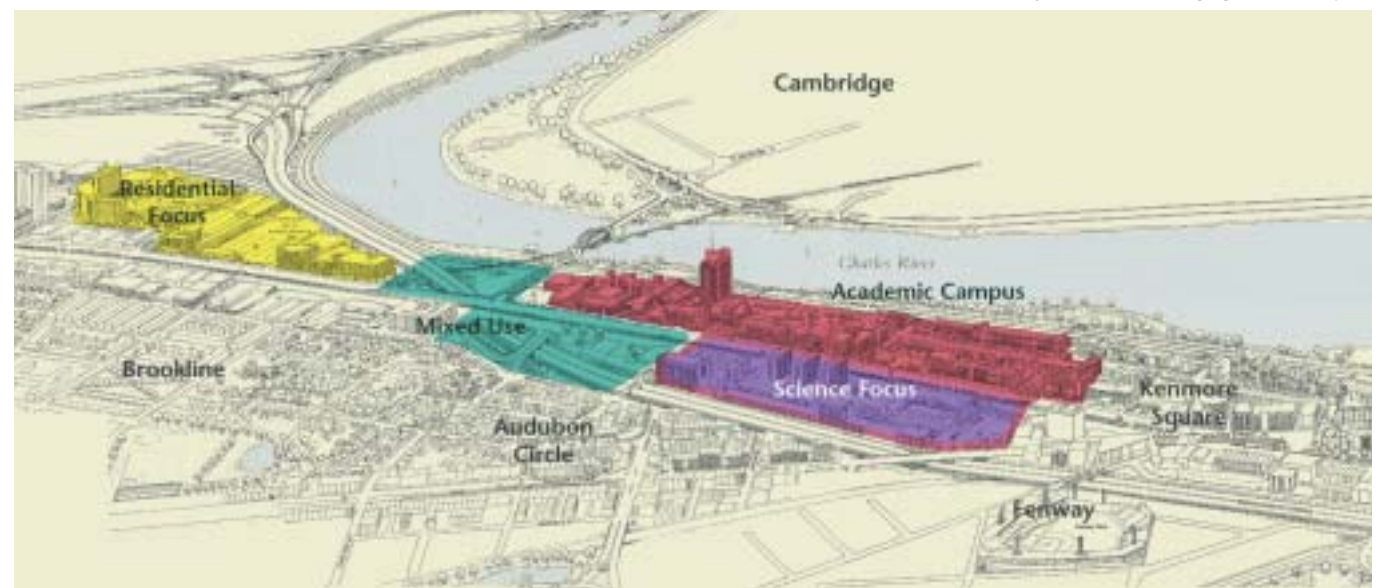 Cambridge
Residential
Focus
Charles River
Academic Campus
Mixed Use
Brookline
Science Focus
Kenmore
Square
Audubon
Circle
Fenway